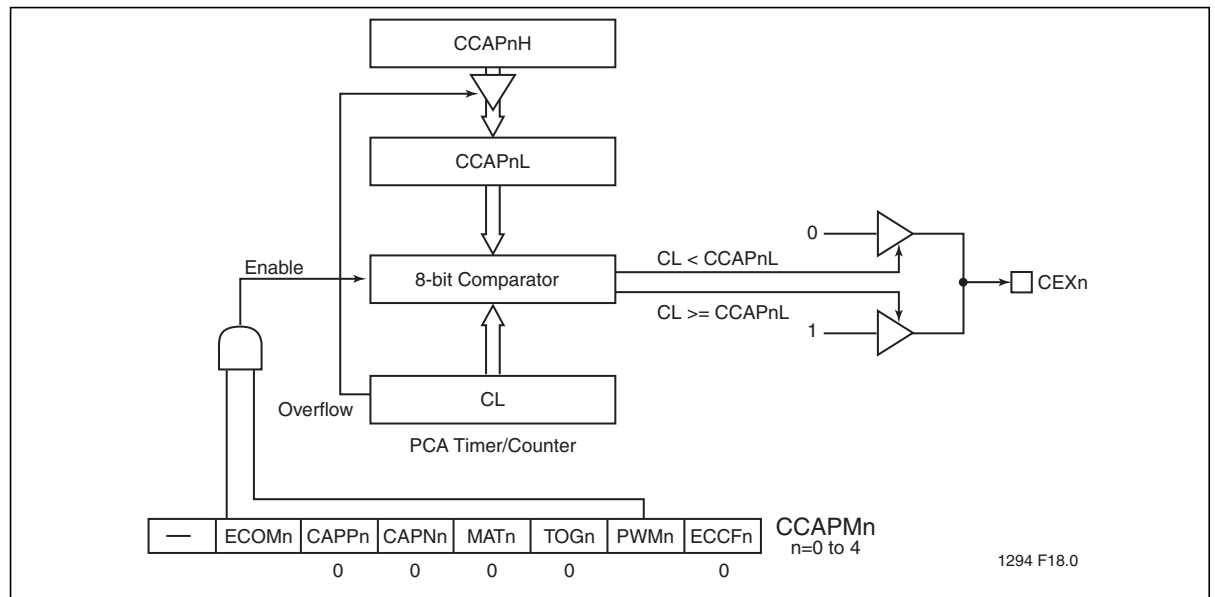 CCAPnH
CCAPnL
0
CL < CCAPnL
Enable
8-bit Comparator
CEXn
CL >= CCAPnL
1
CL
Overflow
PCA Timer/Counter
— ECOMn CAPPn CAPNn MATn TOGn PWMn ECCFn CCAPMn
n=0 to 4
0 0 0 0 0
1294 F18.0